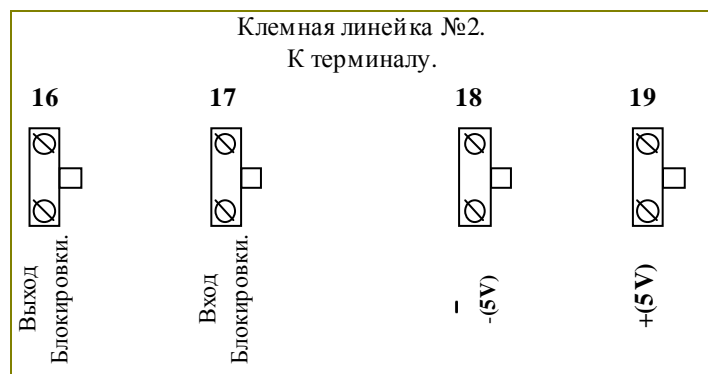 Клемная линейка №2.
К терминалу.
16 17 18 19
Выход
Блокировки.
Вход
Блокировки.
-
-(5V)
+(5V)